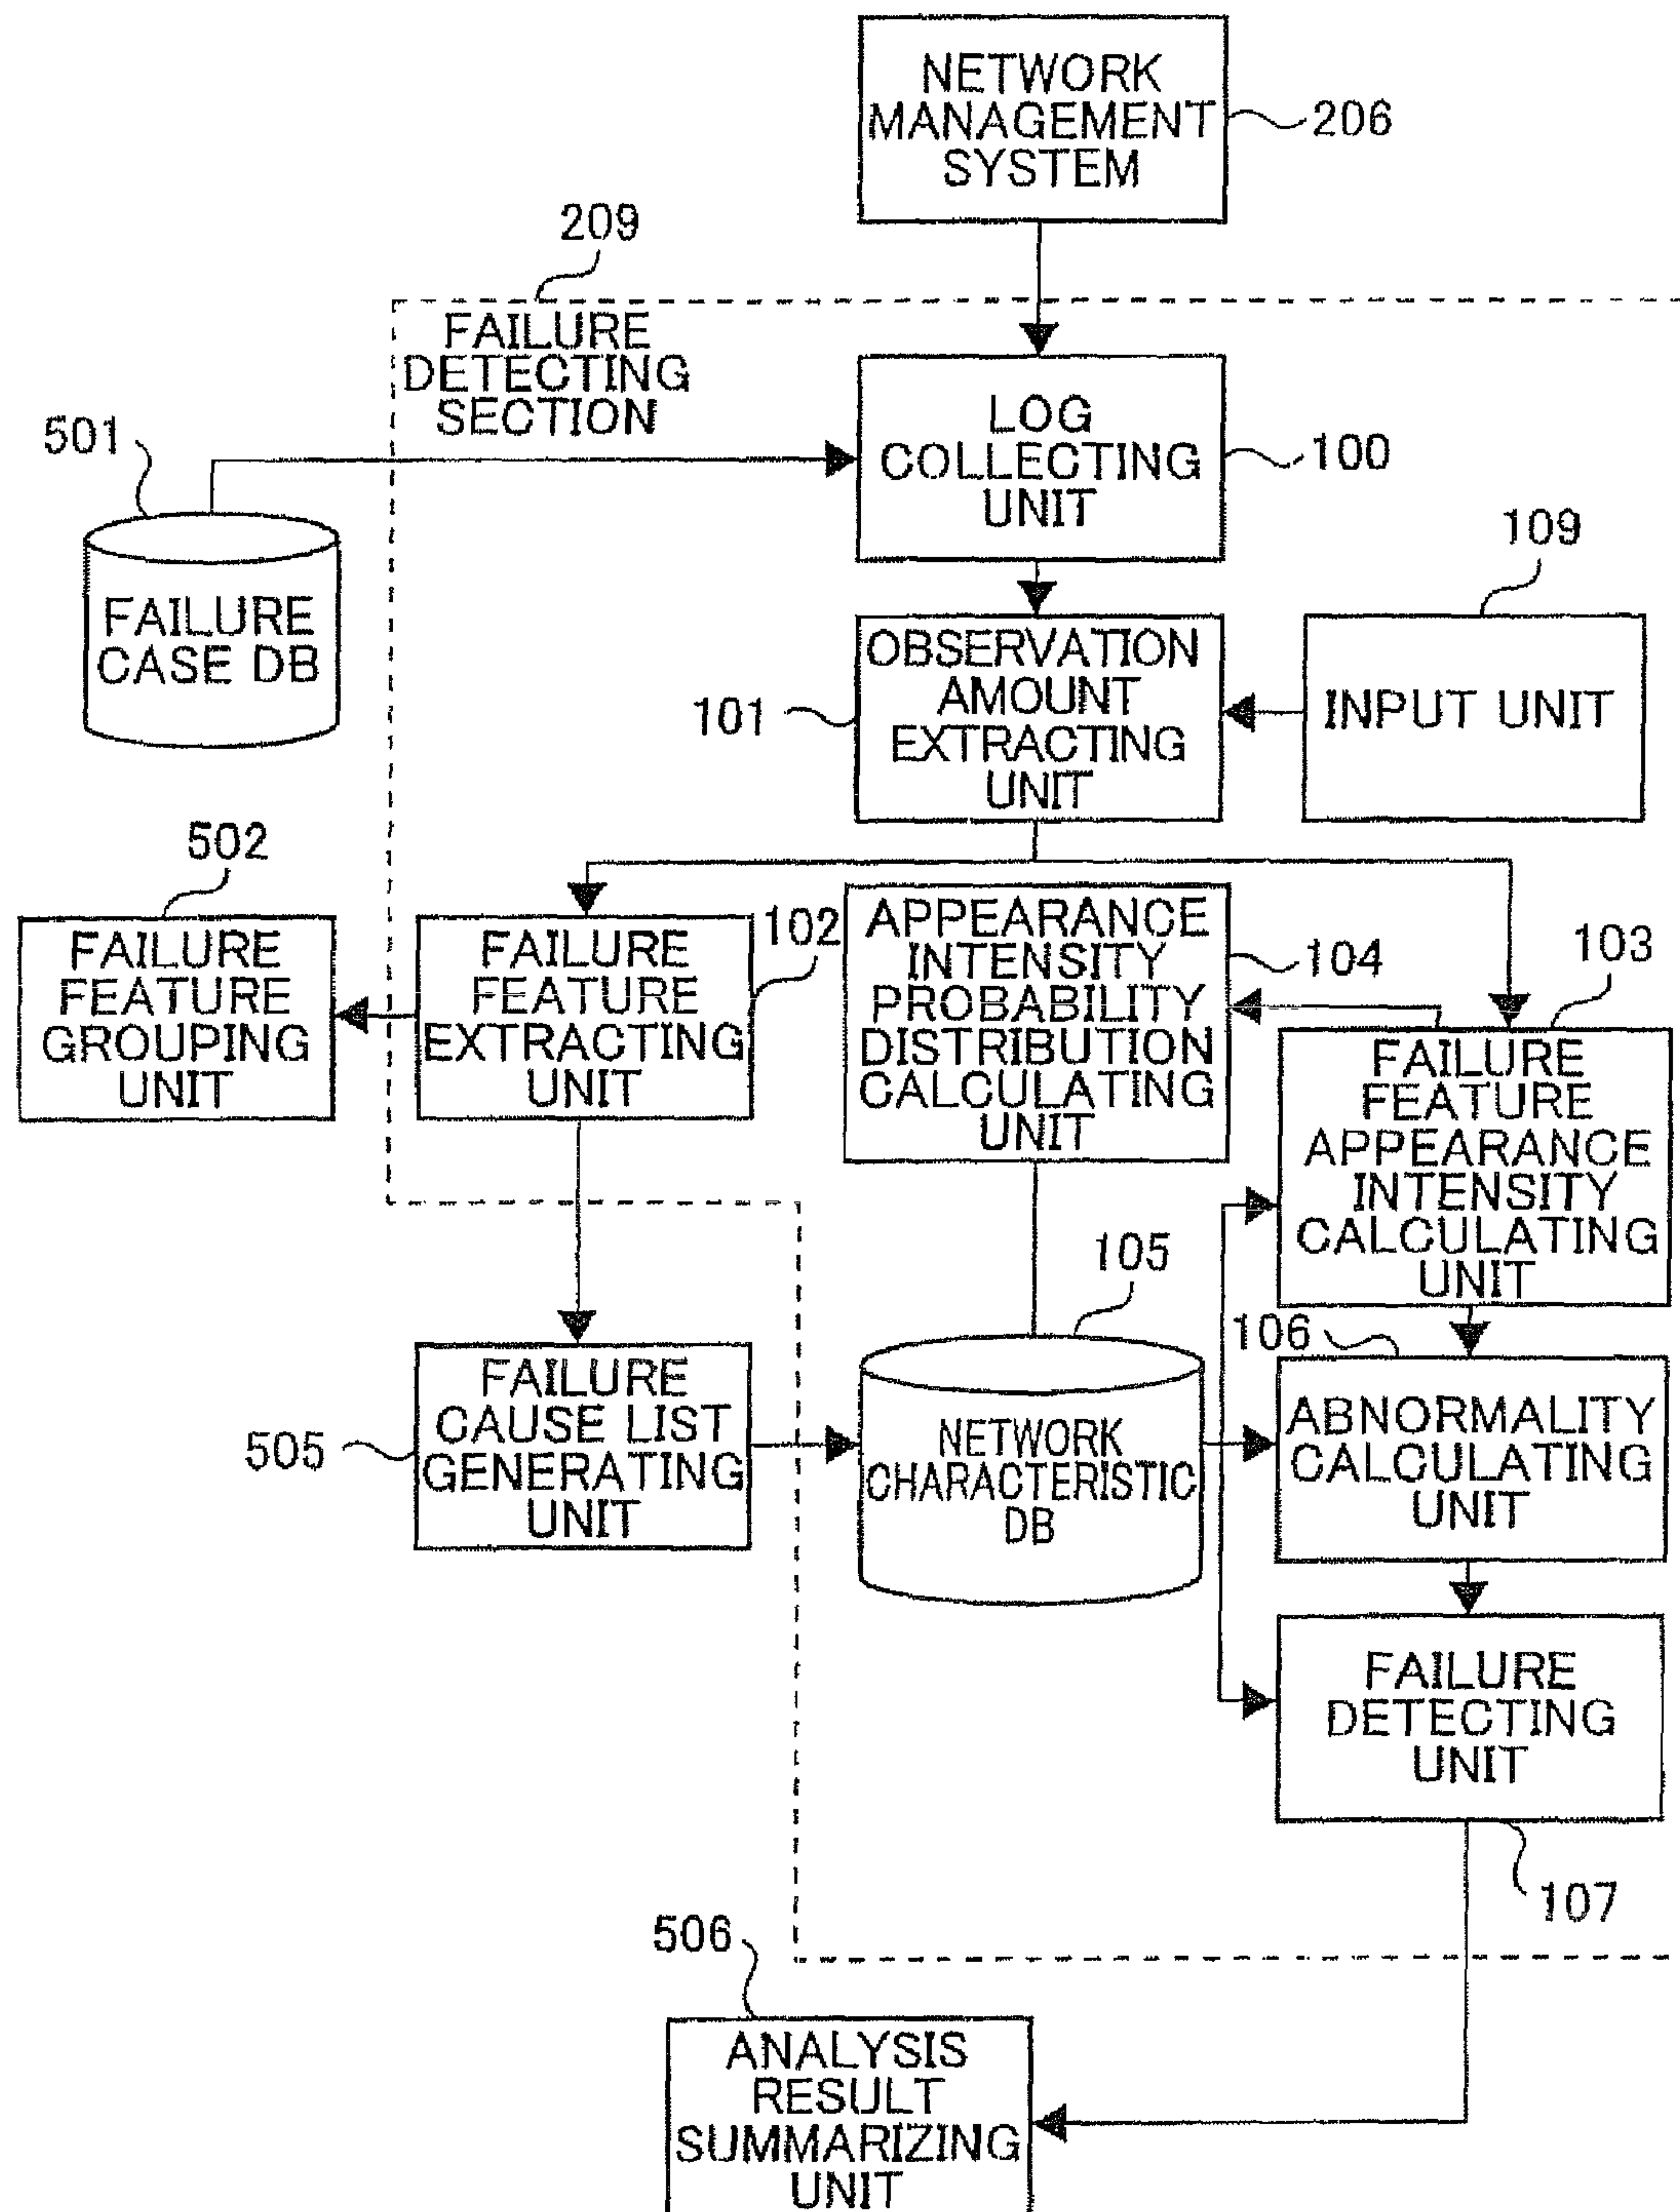 NETWORK
MANAGEMENT
SYSTEM
206
209
FAILURE
DETECTING
SECTION
501
LOG
COLLECTING
UNIT
100
FAILURE
CASE DB
109
OBSERVATION
AMOUNT
EXTRACTING
UNIT
101
INPUT UNIT
502
FAILURE
FEATURE
GROUPING
UNIT
FAILURE
FEATURE
EXTRACTING
UNIT
102
APPEARANCE
INTENSITY
PROBABILITY
DISTRIBUTION
CALCULATING
UNIT
104
103
FAILURE
FEATURE
APPEARANCE
INTENSITY
CALCULATING
UNIT
105
106
FAILURE
CAUSE LIST
GENERATING
UNIT
505
NETWORK
CHARACTERISTIC
DB
ABNORMALITY
CALCULATING
UNIT
FAILURE
DETECTING
UNIT
107
506
ANALYSIS
RESULT
SUMMARIZING
UNIT